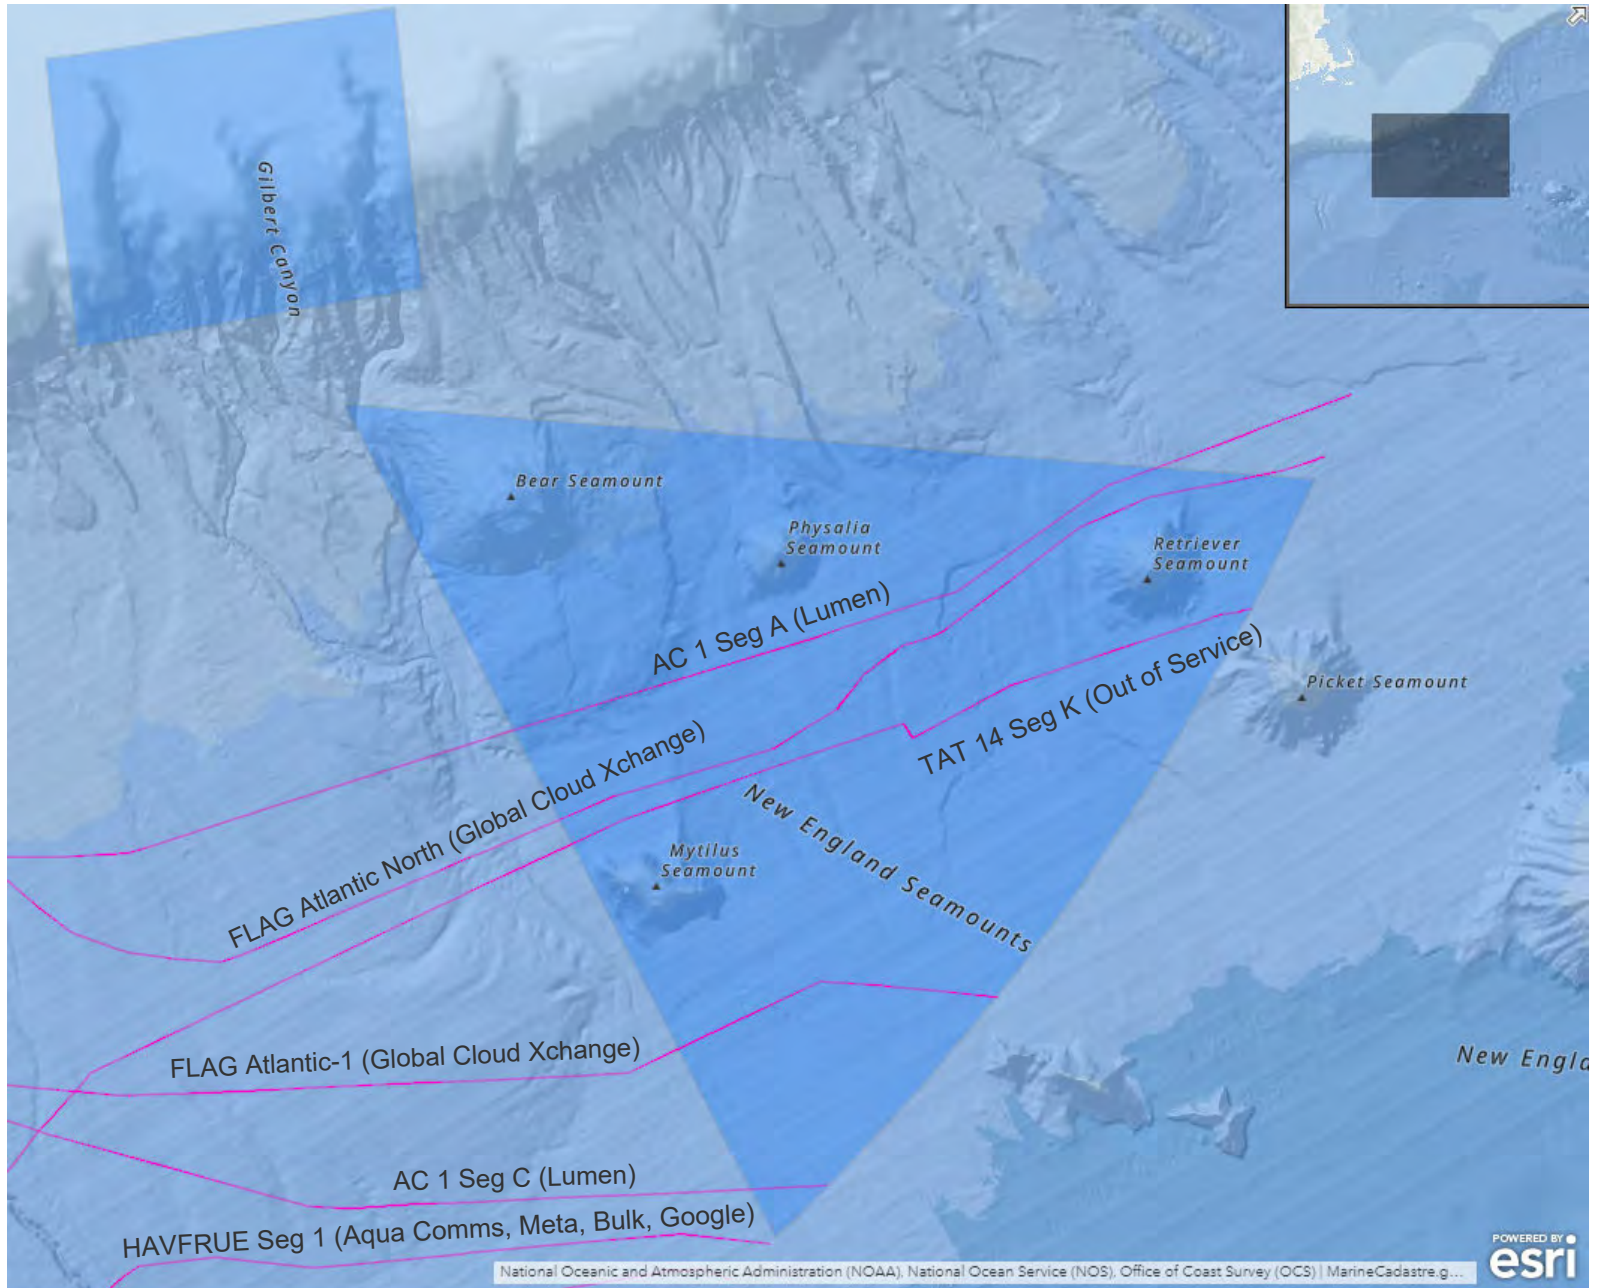 Gilbert Canyon
Bear Seamount
Physalia
Seamount
Retriever
Seamount
AC 1 Seg A (Lumen)
TAT 14 Seg K (Out of Service)
Picket Seamount
FLAG Atlantic North (Global Cloud Xchange)
New England Seamounts
Mytilus
Seamount
FLAG Atlantic-1 (Global Cloud Xchange)
New Engla
AC 1 Seg C (Lumen)
HAVFRUE Seg 1 (Aqua Comms, Meta, Bulk, Google)
National Oceanic and Atmospheric Administration (NOAA), National Ocean Service (NOS), Office of Coast Survey (OCS) | MarineCadastre.g...
POWERED BY
esri